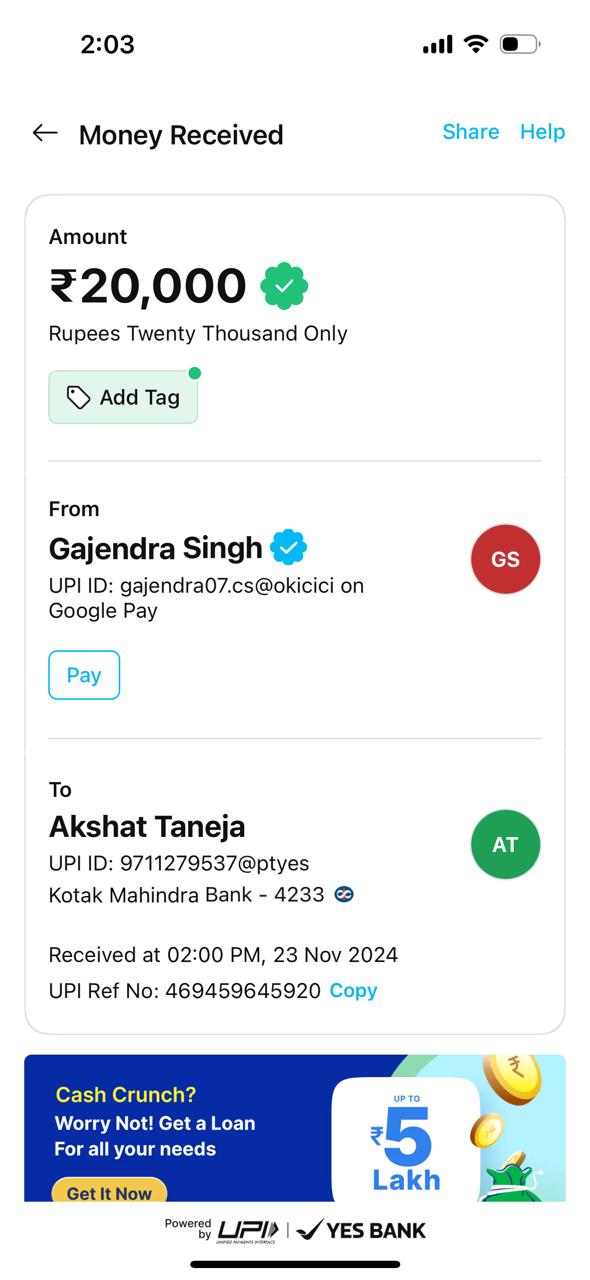 2:03
Money Received
Share Help
Amount
₹20,000
Rupees Twenty Thousand Only
Add Tag
From
Gajendra Singh
GS
UPI ID: gajendra07.cs@okicici on
Google Pay
Pay
To
Akshat Taneja
AT
UPI ID: 9711279537@ptyes
Kotak Mahindra Bank - 4233
Received at 02:00 PM, 23 Nov 2024
UPI Ref No: 469459645920 Copy
Cash Crunch?
Worry Not! Get a Loan
For all your needs
Get It Now
UP TO
₹5
Lakh
₹
Powered
by
UPI
UNIFIED PAYMENTS INTERFACE
YES BANK